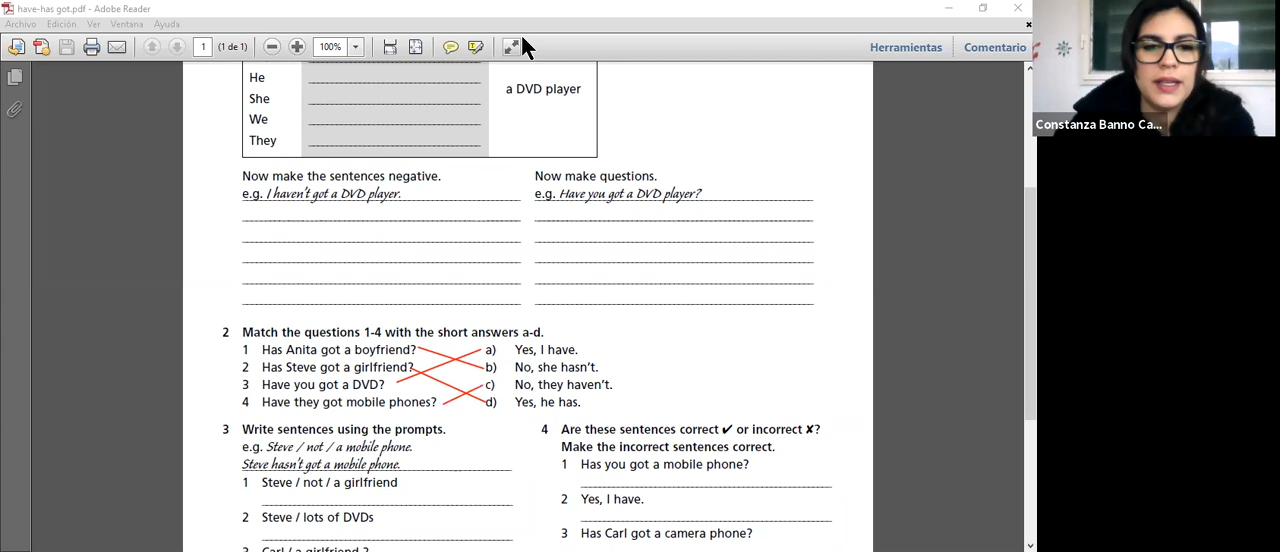 have-has got.pdf - Adobe Reader
Archivo Edición Ver Ventana Ayuda
1 (1 de 1) 100% Herramientas Comentario
He
She
We
They
a DVD player
Now make the sentences negative.
e.g. I haven't got a DVD player.
Now make questions.
e.g. Have you got a DVD player?
2 Match the questions 1-4 with the short answers a-d.
1 Has Anita got a boyfriend? a) Yes, I have.
2 Has Steve got a girlfriend? b) No, she hasn't.
3 Have you got a DVD? c) No, they haven't.
4 Have they got mobile phones? d) Yes, he has.
3 Write sentences using the prompts.
e.g. Steve / not / a mobile phone.
Steve hasn't got a mobile phone.
1 Steve / not / a girlfriend
2 Steve / lots of DVDs
3 Carl / a girlfriend ?
4 Are these sentences correct ✔ or incorrect ✘?
Make the incorrect sentences correct.
1 Has you got a mobile phone?
2 Yes, I have.
3 Has Carl got a camera phone?
Constanza Banno Ca...